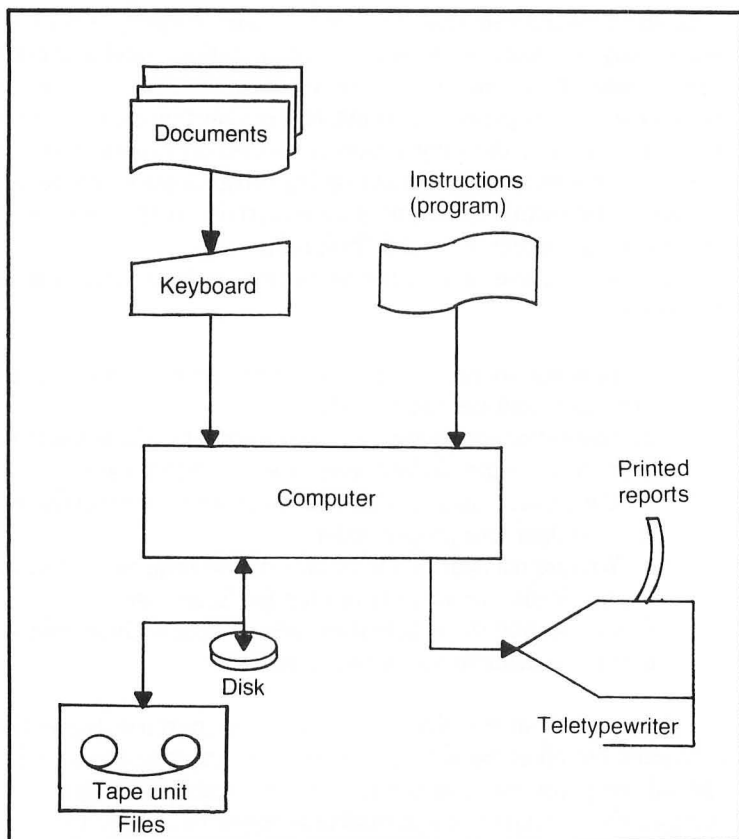 Documents
Instructions
(program)
Keyboard
Computer
Printed
reports
Disk
Teletypewriter
Tape unit
Files